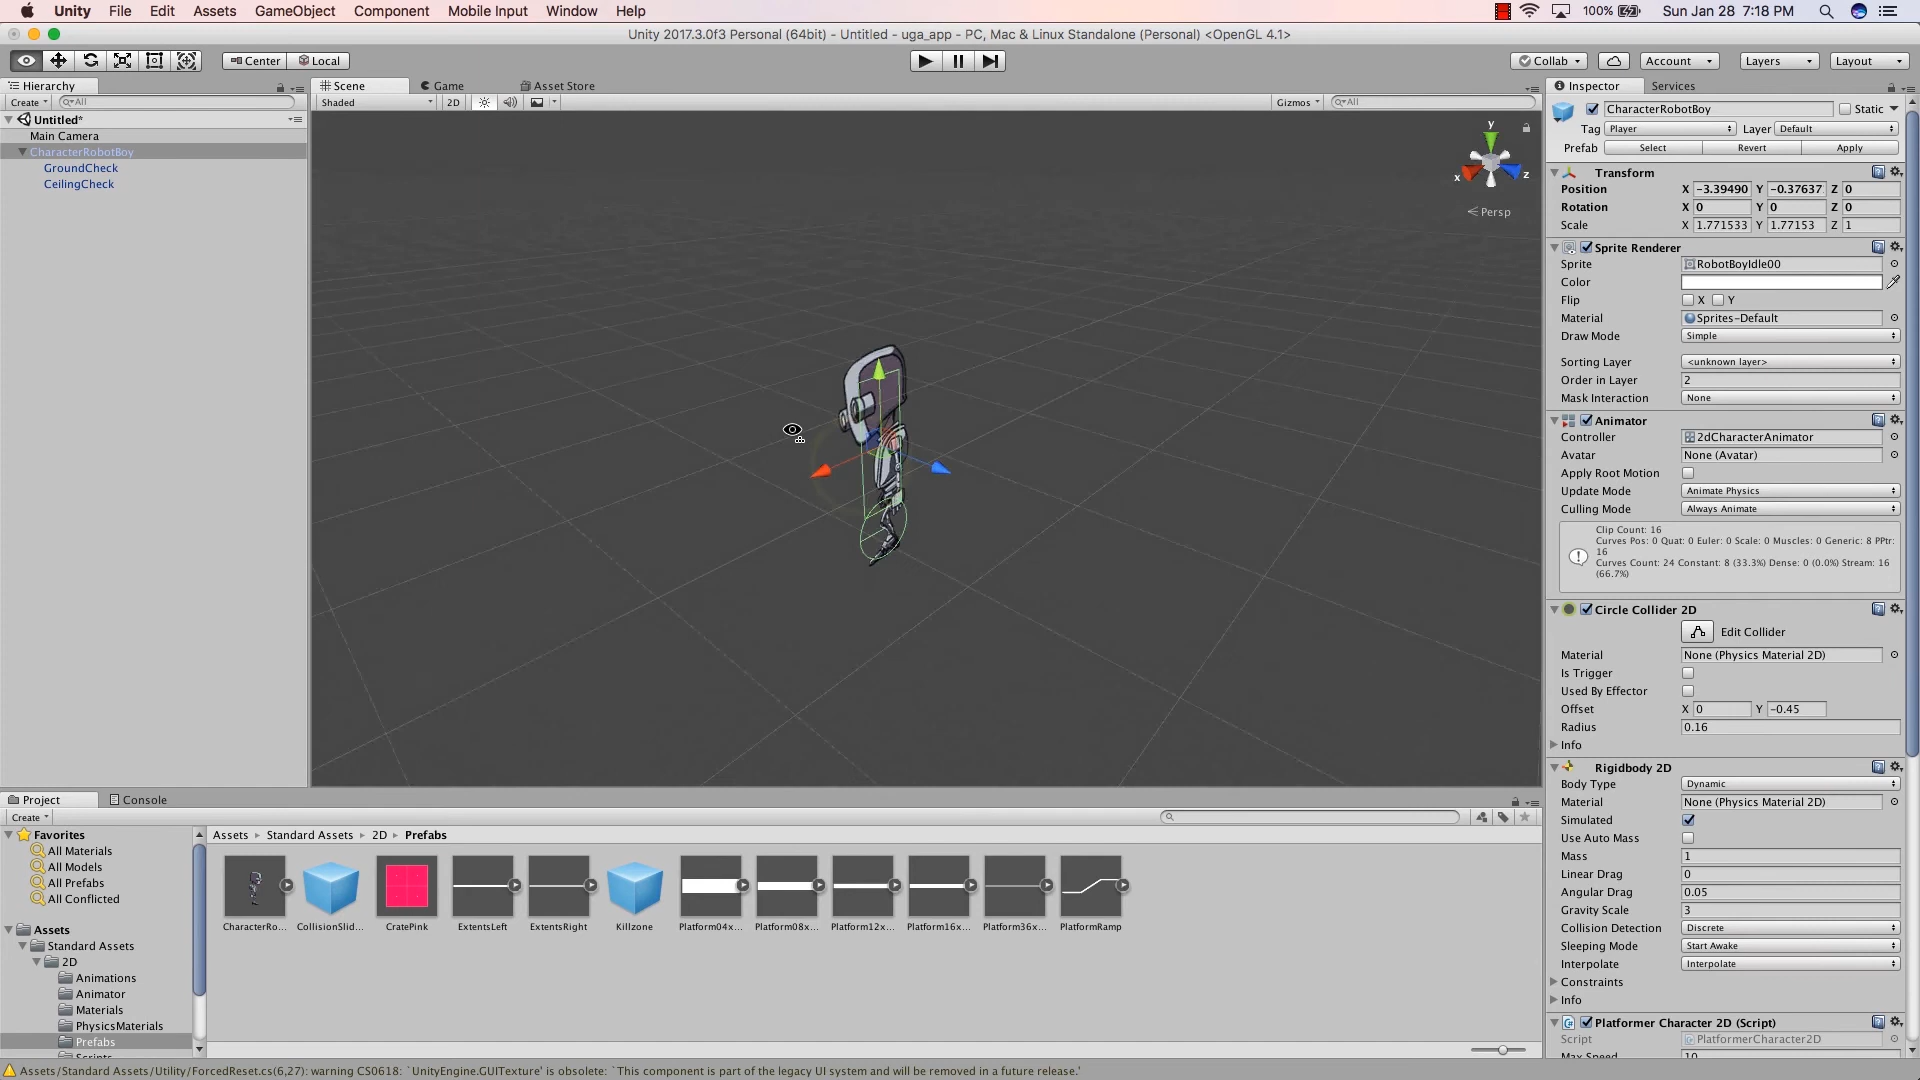 Unity File Edit Assets GameObject Component Mobile Input Window Help 100% Sun Jan 28 7:18 PM
Unity 2017.3.0f3 Personal (64bit) - Untitled - uga_app - PC, Mac & Linux Standalone (Personal) <OpenGL 4.1>
Center Local Collab Account Layers Layout
Hierarchy
Create All
Untitled*
Main Camera
CharacterRobotBoy
GroundCheck
CeilingCheck
Scene Game Asset Store
Shaded 2D Gizmos All
y
x z
Persp
Inspector Services
CharacterRobotBoy Static
Tag Player Layer Default
Prefab Select Revert Apply
Transform
Position X -3.39490 Y -0.37637 Z 0
Rotation X 0 Y 0 Z 0
Scale X 1.771533 Y 1.77153 Z 1
Sprite Renderer
Sprite RobotBoyIdle00
Color
Flip X Y
Material Sprites-Default
Draw Mode Simple
Sorting Layer <unknown layer>
Order in Layer 2
Mask Interaction None
Animator
Controller 2dCharacterAnimator
Avatar None (Avatar)
Apply Root Motion
Update Mode Animate Physics
Culling Mode Always Animate
Clip Count: 16
Curves Pos: 0 Quat: 0 Euler: 0 Scale: 0 Muscles: 0 Generic: 8 PPtr:
16
Curves Count: 24 Constant: 8 (33.3%) Dense: 0 (0.0%) Stream: 16
(66.7%)
Circle Collider 2D
Edit Collider
Material None (Physics Material 2D)
Is Trigger
Used By Effector
Offset X 0 Y -0.45
Radius 0.16
Info
Rigidbody 2D
Body Type Dynamic
Material None (Physics Material 2D)
Simulated
Use Auto Mass
Mass 1
Linear Drag 0
Angular Drag 0.05
Gravity Scale 3
Collision Detection Discrete
Sleeping Mode Start Awake
Interpolate Interpolate
Constraints
Info
Platformer Character 2D (Script)
Script PlatformerCharacter2D
Max Speed 10
Project Console
Create
Favorites
All Materials
All Models
All Prefabs
All Conflicted
Assets
Standard Assets
2D
Animations
Animator
Materials
PhysicsMaterials
Prefabs
Scripts
Assets Standard Assets 2D Prefabs
CharacterRo... CollisionSlid... CratePink ExtentsLeft ExtentsRight Killzone Platform04x... Platform08x... Platform12x... Platform16x... Platform36x... PlatformRamp
Assets/Standard Assets/Utility/ForcedReset.cs(6,27): warning CS0618: `UnityEngine.GUITexture' is obsolete: `This component is part of the legacy UI system and will be removed in a future release.'